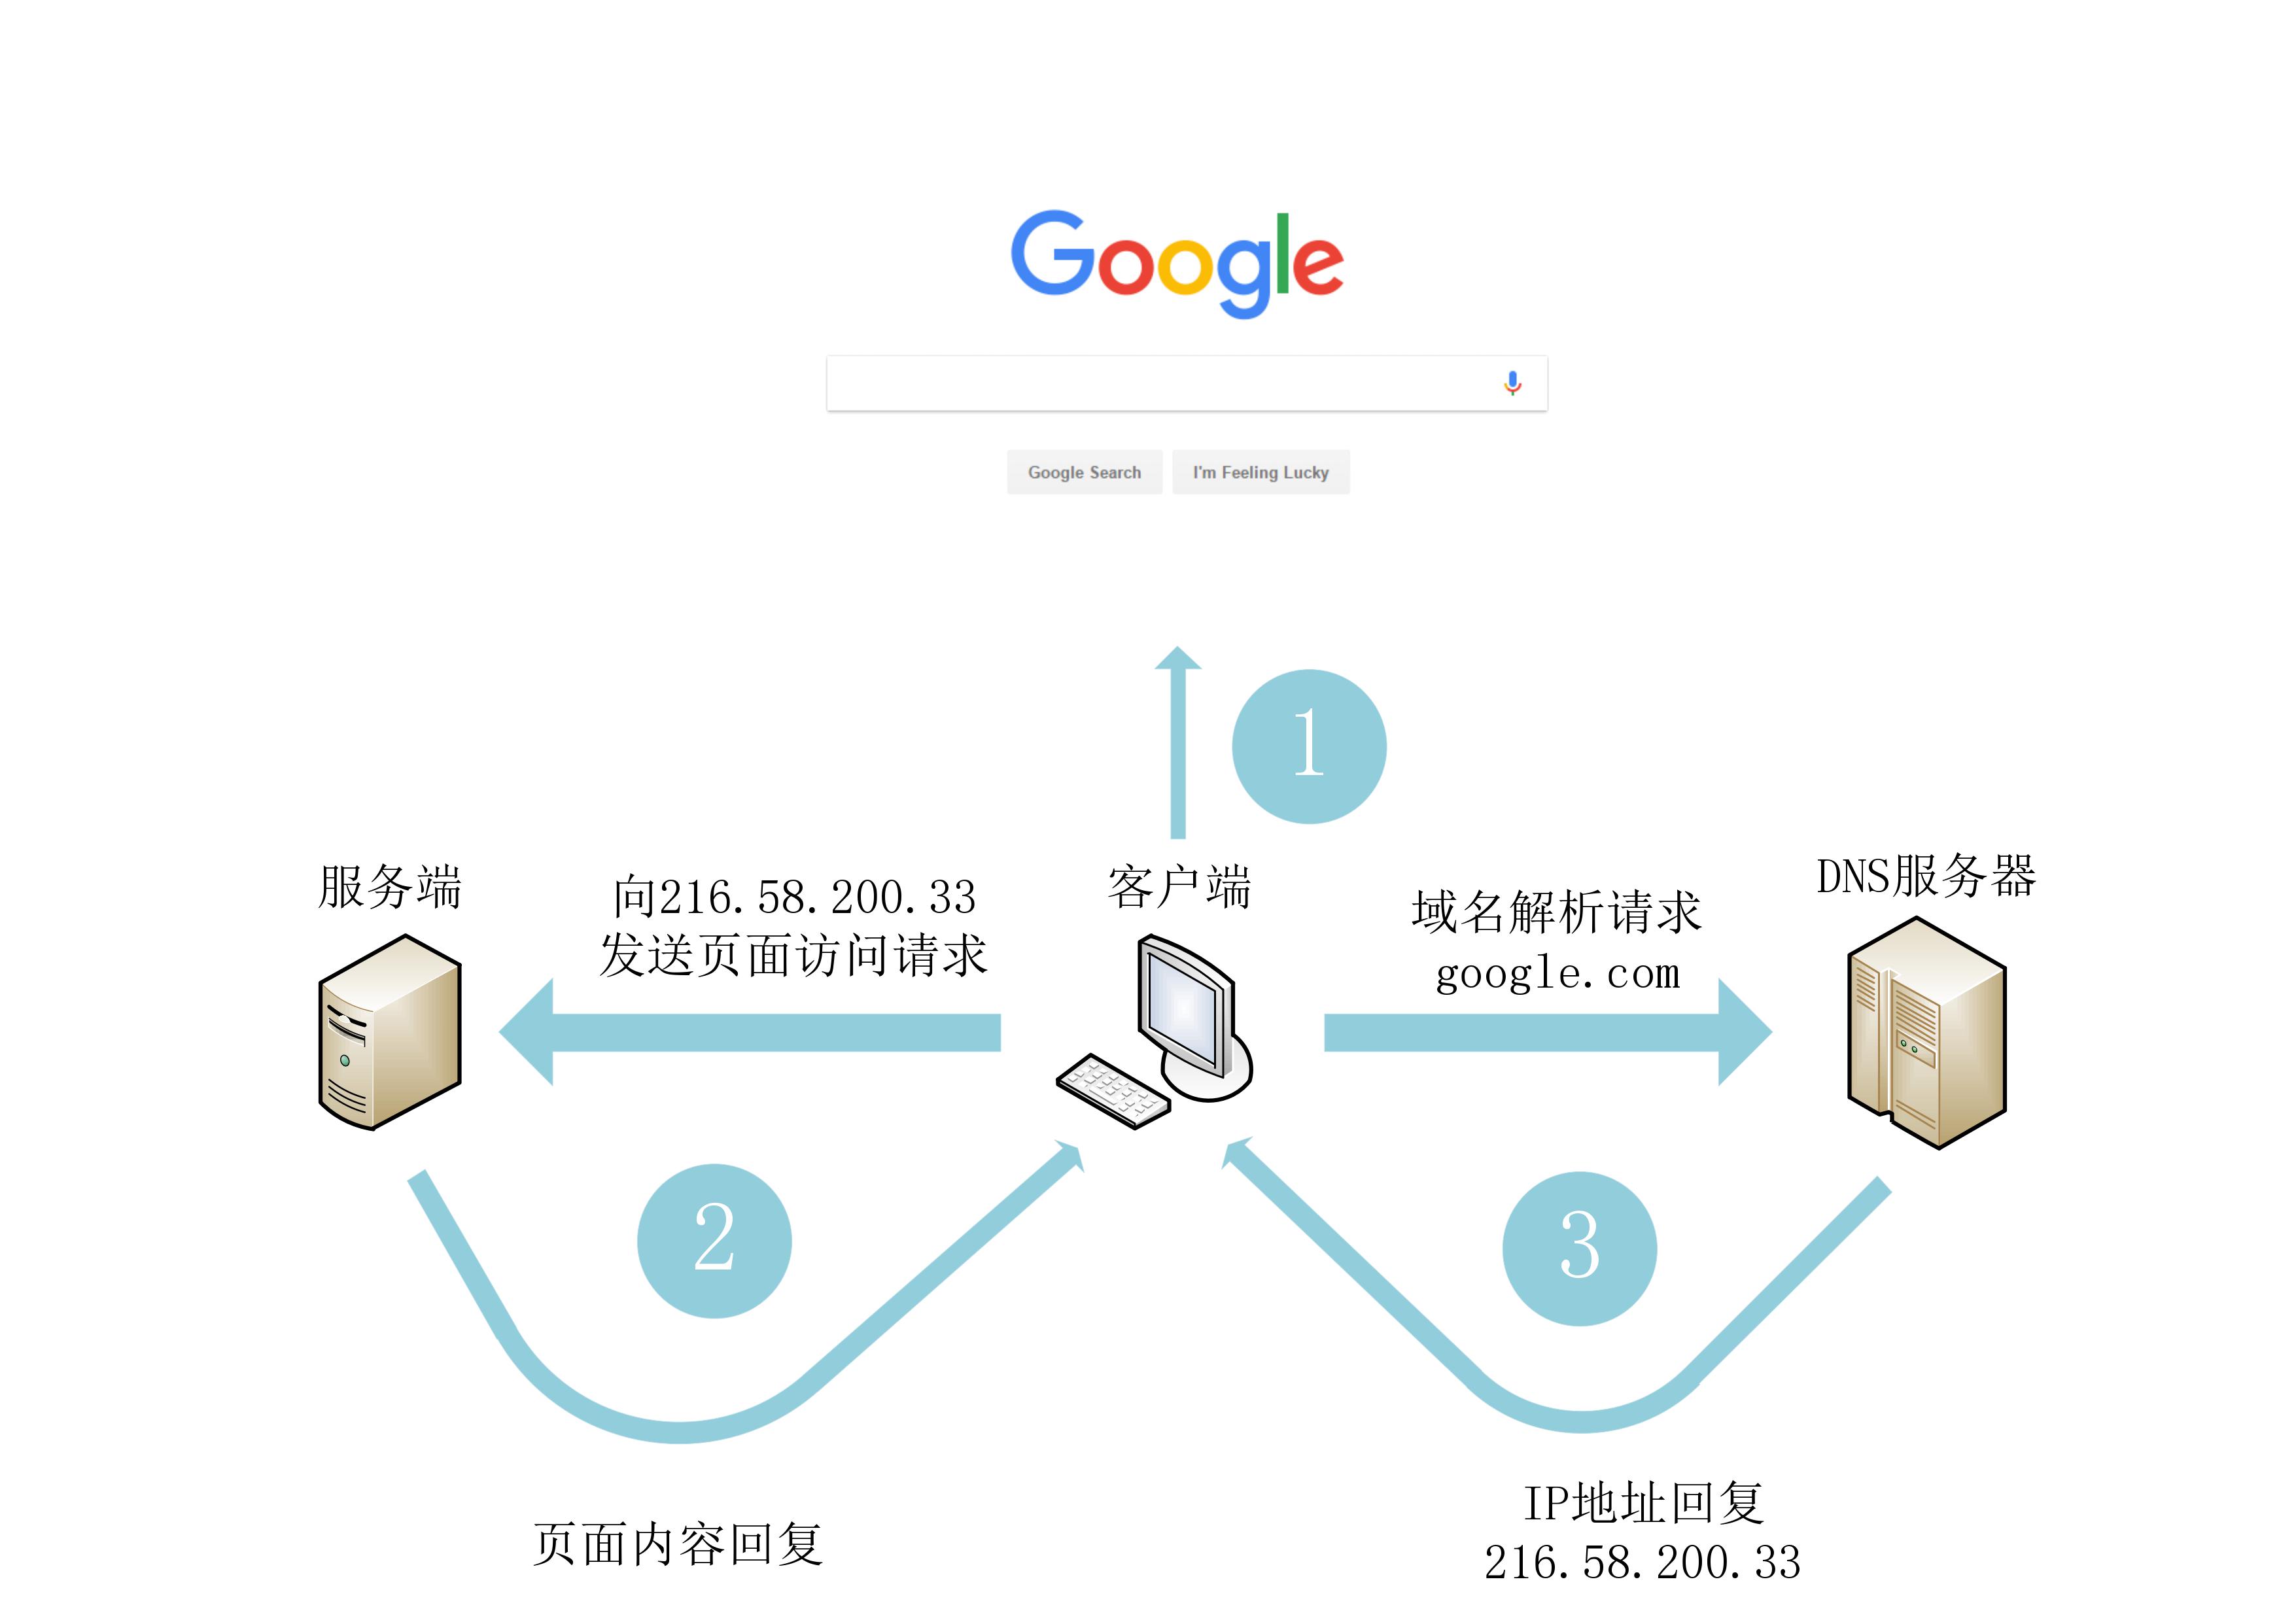 Google
Google Search
I'm Feeling Lucky
1
服务端
向216.58.200.33
发送页面访问请求
客户端
域名解析请求
google.com
DNS服务器
2
3
页面内容回复
IP地址回复
216.58.200.33